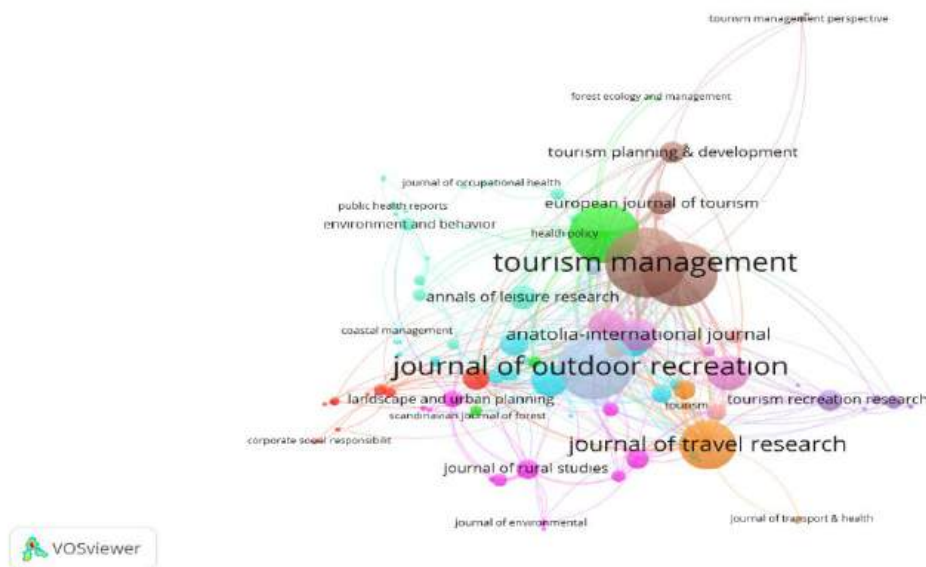 tourism management perspective
forest ecology and management
tourism planning & development
journal of occupational health
european journal of tourism
public health reports
environment and behavior
health policy
tourism management
annals of leisure research
coastal management
anatolia-international journal
journal of outdoor recreation
landscape and urban planning
tourism recreation research
tourism
scandinavian journal of forest
corporate social responsibilit
journal of travel research
journal of rural studies
journal of environmental
journal of transport & health
VOSviewer